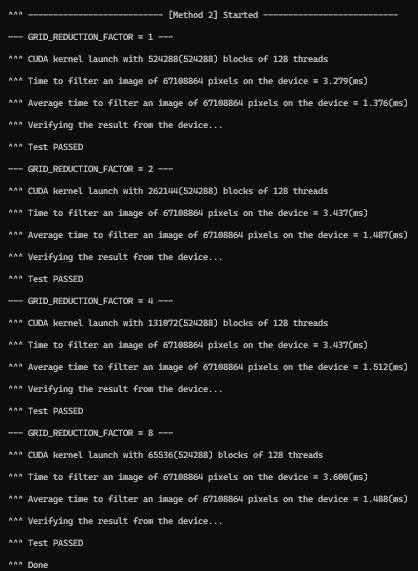 ^^^ --------------------------- [Method 2] Started ---------------------------
--- GRID_REDUCTION_FACTOR = 1 ---
^^^ CUDA kernel launch with 524288(524288) blocks of 128 threads
^^^ Time to filter an image of 67108864 pixels on the device = 3.279(ms)
^^^ Average time to filter an image of 67108864 pixels on the device = 1.376(ms)
^^^ Verifying the result from the device...
^^^ Test PASSED
--- GRID_REDUCTION_FACTOR = 2 ---
^^^ CUDA kernel launch with 262144(524288) blocks of 128 threads
^^^ Time to filter an image of 67108864 pixels on the device = 3.437(ms)
^^^ Average time to filter an image of 67108864 pixels on the device = 1.487(ms)
^^^ Verifying the result from the device...
^^^ Test PASSED
--- GRID_REDUCTION_FACTOR = 4 ---
^^^ CUDA kernel launch with 131072(524288) blocks of 128 threads
^^^ Time to filter an image of 67108864 pixels on the device = 3.437(ms)
^^^ Average time to filter an image of 67108864 pixels on the device = 1.512(ms)
^^^ Verifying the result from the device...
^^^ Test PASSED
--- GRID_REDUCTION_FACTOR = 8 ---
^^^ CUDA kernel launch with 65536(524288) blocks of 128 threads
^^^ Time to filter an image of 67108864 pixels on the device = 3.600(ms)
^^^ Average time to filter an image of 67108864 pixels on the device = 1.488(ms)
^^^ Verifying the result from the device...
^^^ Test PASSED
^^^ Done